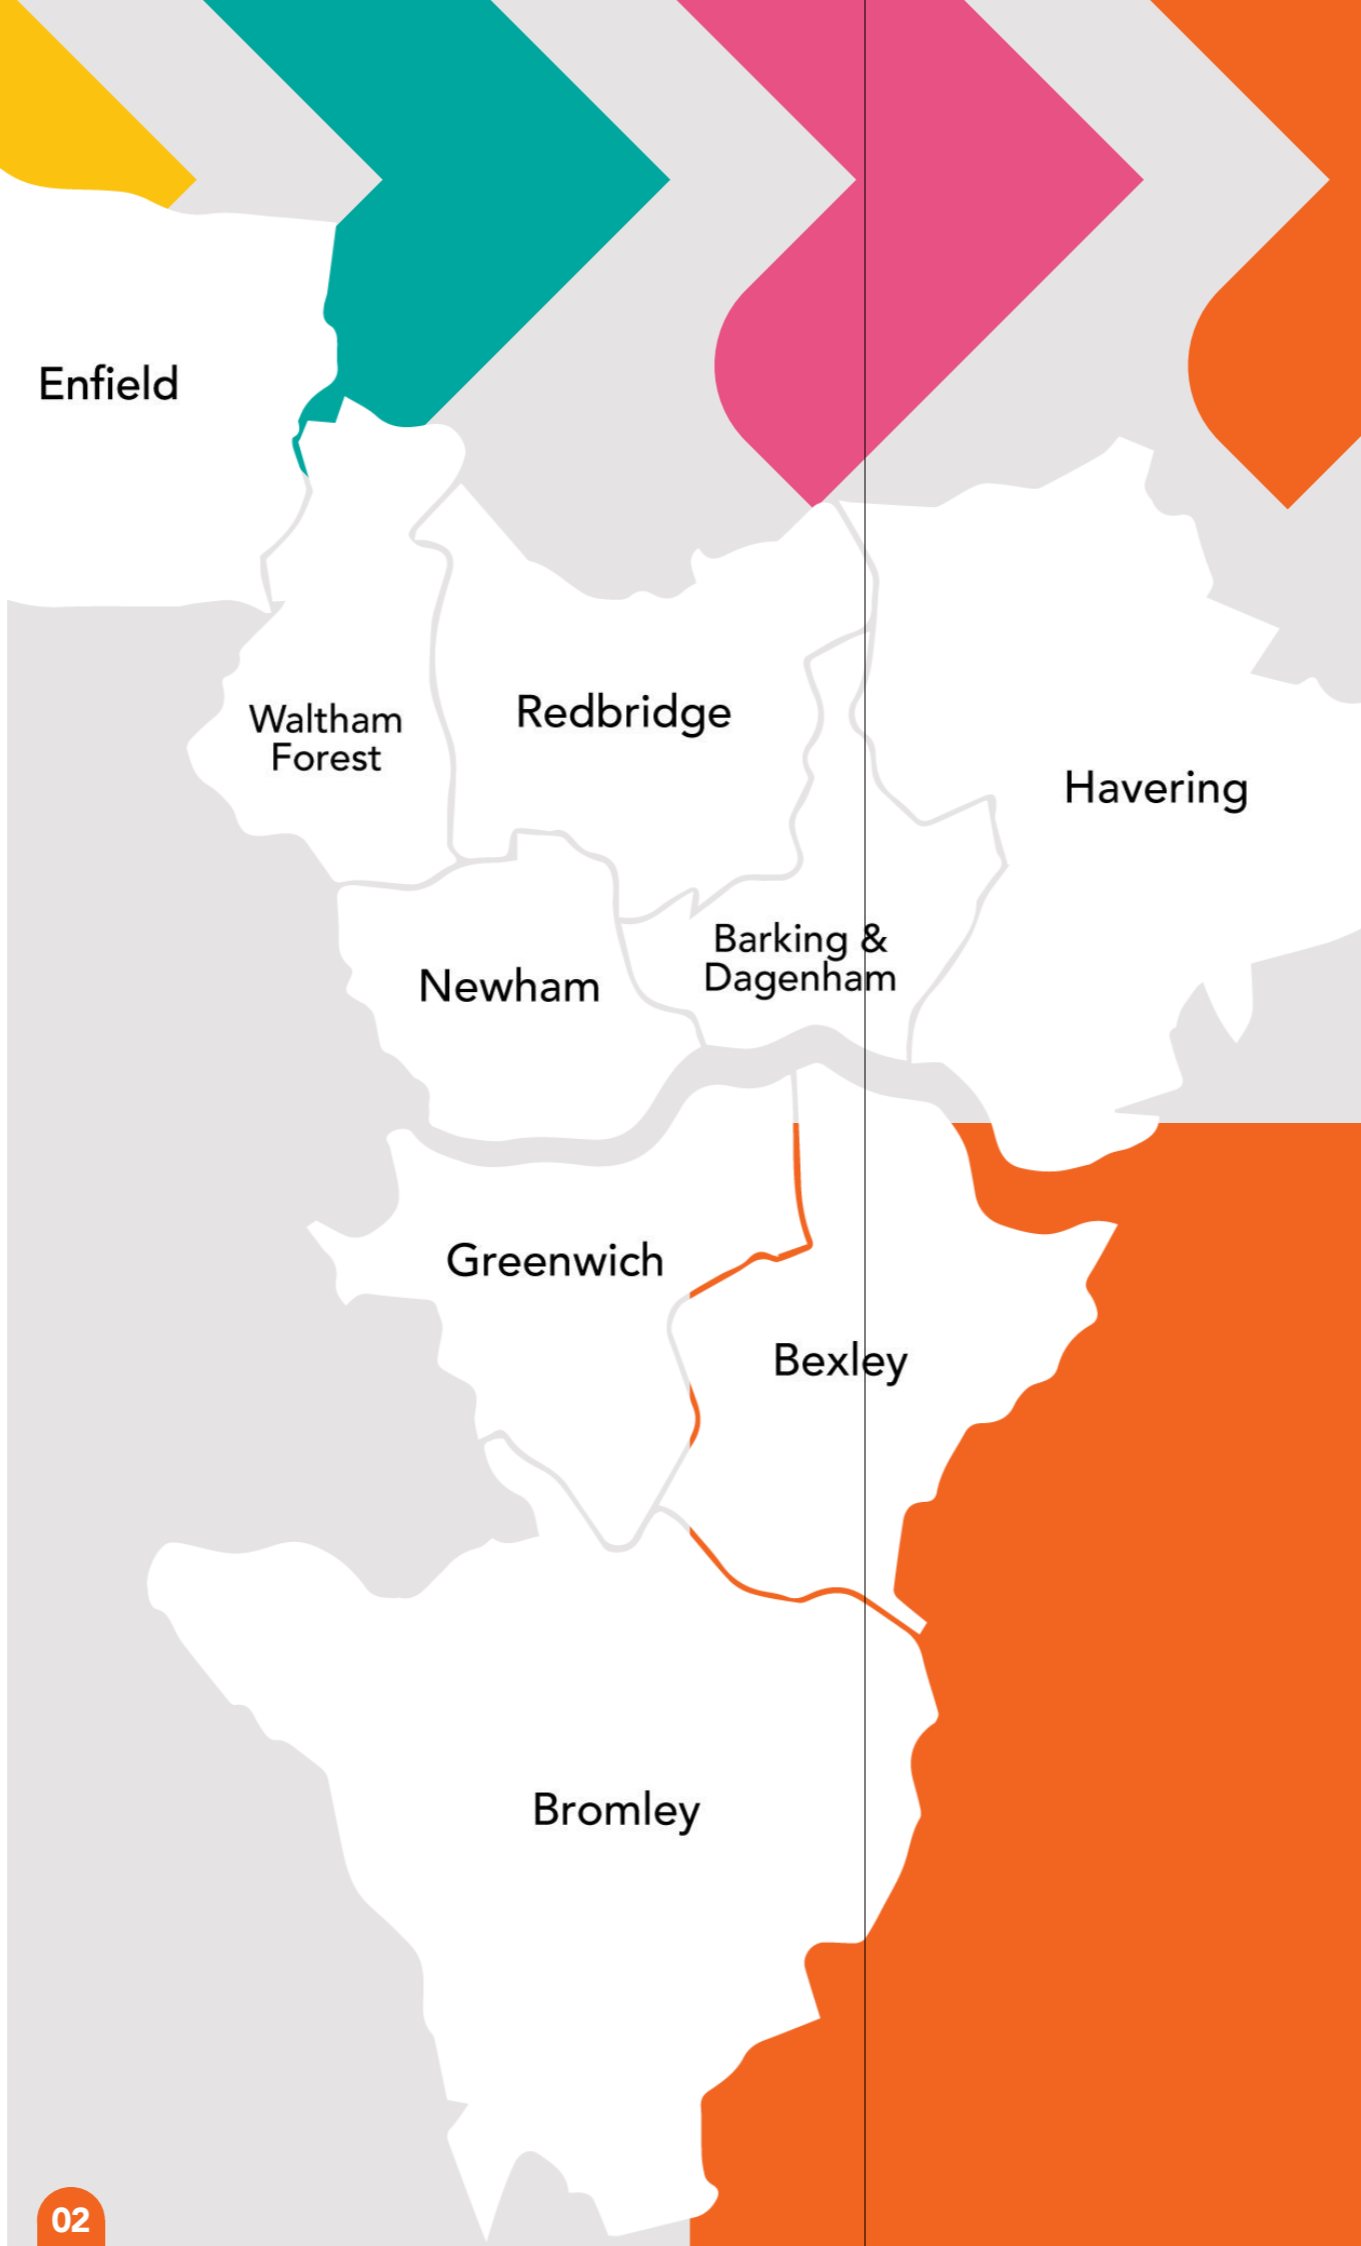 Enfield
Waltham
Forest
Redbridge
Havering
Barking &
Dagenham
Newham
Greenwich
Bexley
Bromley
02